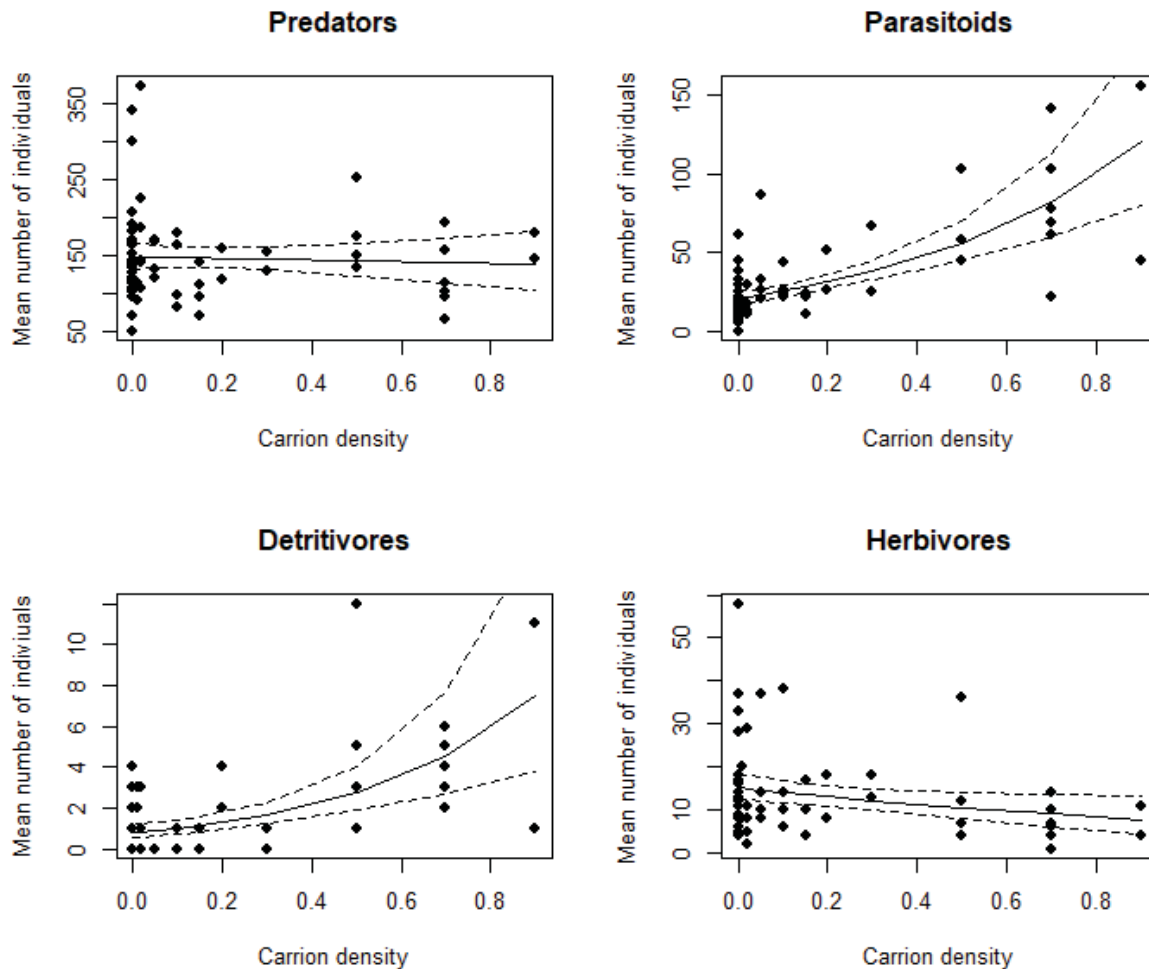 Predators
Mean number of individuals
350
250
150
50
0.0 0.2 0.4 0.6 0.8
Carrion density
Parasitoids
Mean number of individuals
150
100
50
0
0.0 0.2 0.4 0.6 0.8
Carrion density
Detritivores
Mean number of indiviuals
10
8
6
4
2
0
0.0 0.2 0.4 0.6 0.8
Carrion density
Herbivores
Mean number of individuals
50
30
10
0
0.0 0.2 0.4 0.6 0.8
Carrion density